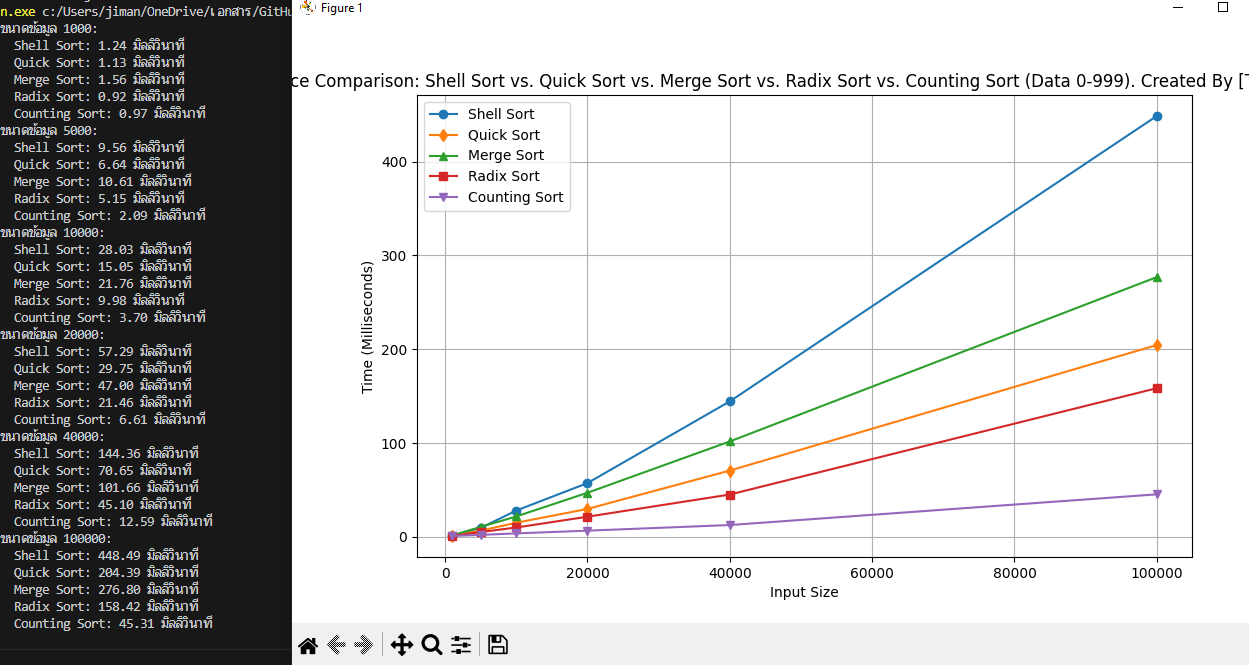 n.exe c:/Users/jiman/OneDrive/เอกสาร/GitHu
ขนาดข้อมูล 1000:
Shell Sort: 1.24 มิลลิวินาที
Quick Sort: 1.13 มิลลิวินาที
Merge Sort: 1.56 มิลลิวินาที
Radix Sort: 0.92 มิลลิวินาที
Counting Sort: 0.97 มิลลิวินาที
ขนาดข้อมูล 5000:
Shell Sort: 9.56 มิลลิวินาที
Quick Sort: 6.64 มิลลิวินาที
Merge Sort: 10.61 มิลลิวินาที
Radix Sort: 5.15 มิลลิวินาที
Counting Sort: 2.09 มิลลิวินาที
ขนาดข้อมูล 10000:
Shell Sort: 28.03 มิลลิวินาที
Quick Sort: 15.05 มิลลิวินาที
Merge Sort: 21.76 มิลลิวินาที
Radix Sort: 9.98 มิลลิวินาที
Counting Sort: 3.70 มิลลิวินาที
ขนาดข้อมูล 20000:
Shell Sort: 57.29 มิลลิวินาที
Quick Sort: 29.75 มิลลิวินาที
Merge Sort: 47.00 มิลลิวินาที
Radix Sort: 21.46 มิลลิวินาที
Counting Sort: 6.61 มิลลิวินาที
ขนาดข้อมูล 40000:
Shell Sort: 144.36 มิลลิวินาที
Quick Sort: 70.65 มิลลิวินาที
Merge Sort: 101.66 มิลลิวินาที
Radix Sort: 45.10 มิลลิวินาที
Counting Sort: 12.59 มิลลิวินาที
ขนาดข้อมูล 100000:
Shell Sort: 448.49 มิลลิวินาที
Quick Sort: 204.39 มิลลิวินาที
Merge Sort: 276.80 มิลลิวินาที
Radix Sort: 158.42 มิลลิวินาที
Counting Sort: 45.31 มิลลิวินาที
Figure 1
ce Comparison: Shell Sort vs. Quick Sort vs. Merge Sort vs. Radix Sort vs. Counting Sort (Data 0-999). Created By [
Shell Sort
Quick Sort
Merge Sort
Radix Sort
Counting Sort
Time (Milliseconds)
400
300
200
100
0
0 20000 40000 60000 80000 100000
Input Size